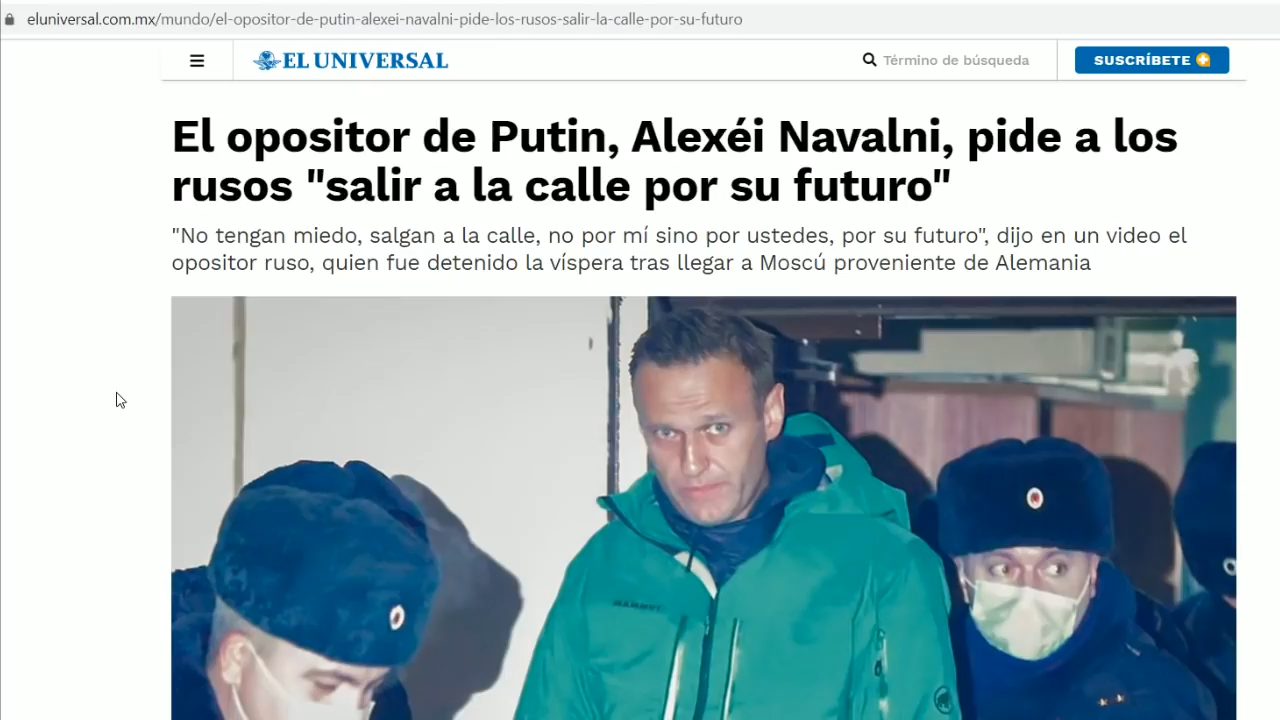 eluniversal.com.mx/mundo/el-opositor-de-putin-alexei-navalni-pide-los-rusos-salir-la-calle-por-su-futuro
EL UNIVERSAL
Término de búsqueda
SUSCRÍBETE
El opositor de Putin, Alexéi Navalni, pide a los
rusos "salir a la calle por su futuro"
"No tengan miedo, salgan a la calle, no por mí sino por ustedes, por su futuro", dijo en un video el
opositor ruso, quien fue detenido la víspera tras llegar a Moscú proveniente de Alemania
MAMMUT